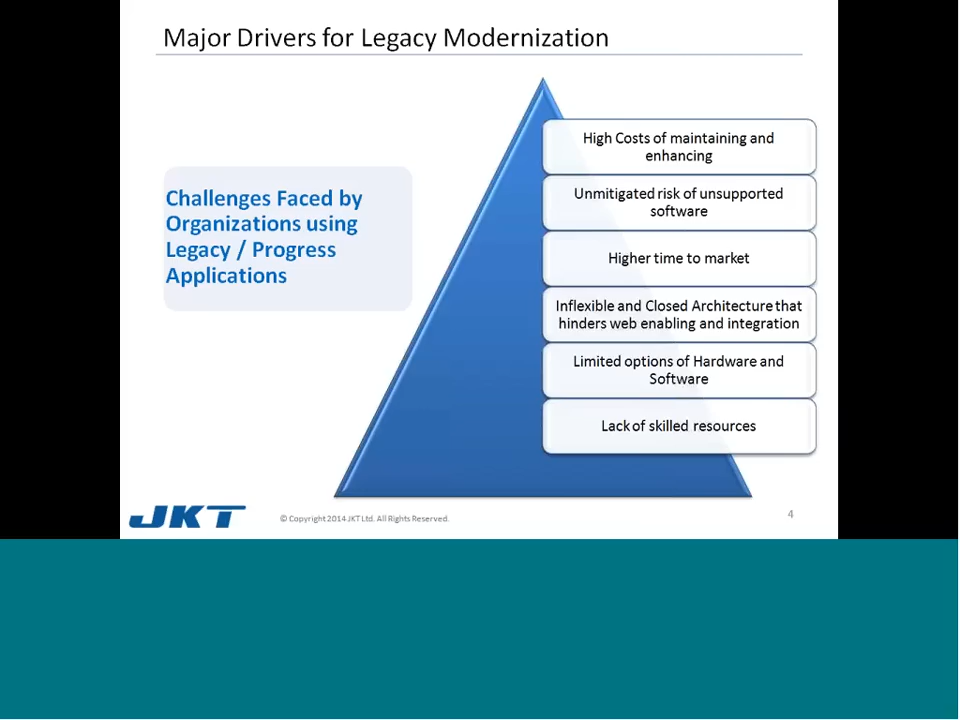 Major Drivers for Legacy Modernization
Challenges Faced by
Organizations using
Legacy / Progress
Applications
High Costs of maintaining and
enhancing
Unmitigated risk of unsupported
software
Higher time to market
Inflexible and Closed Architecture that
hinders web enabling and integration
Limited options of Hardware and
Software
Lack of skilled resources
JKT
© Copyright 2014 JKT Ltd. All Rights Reserved.
4